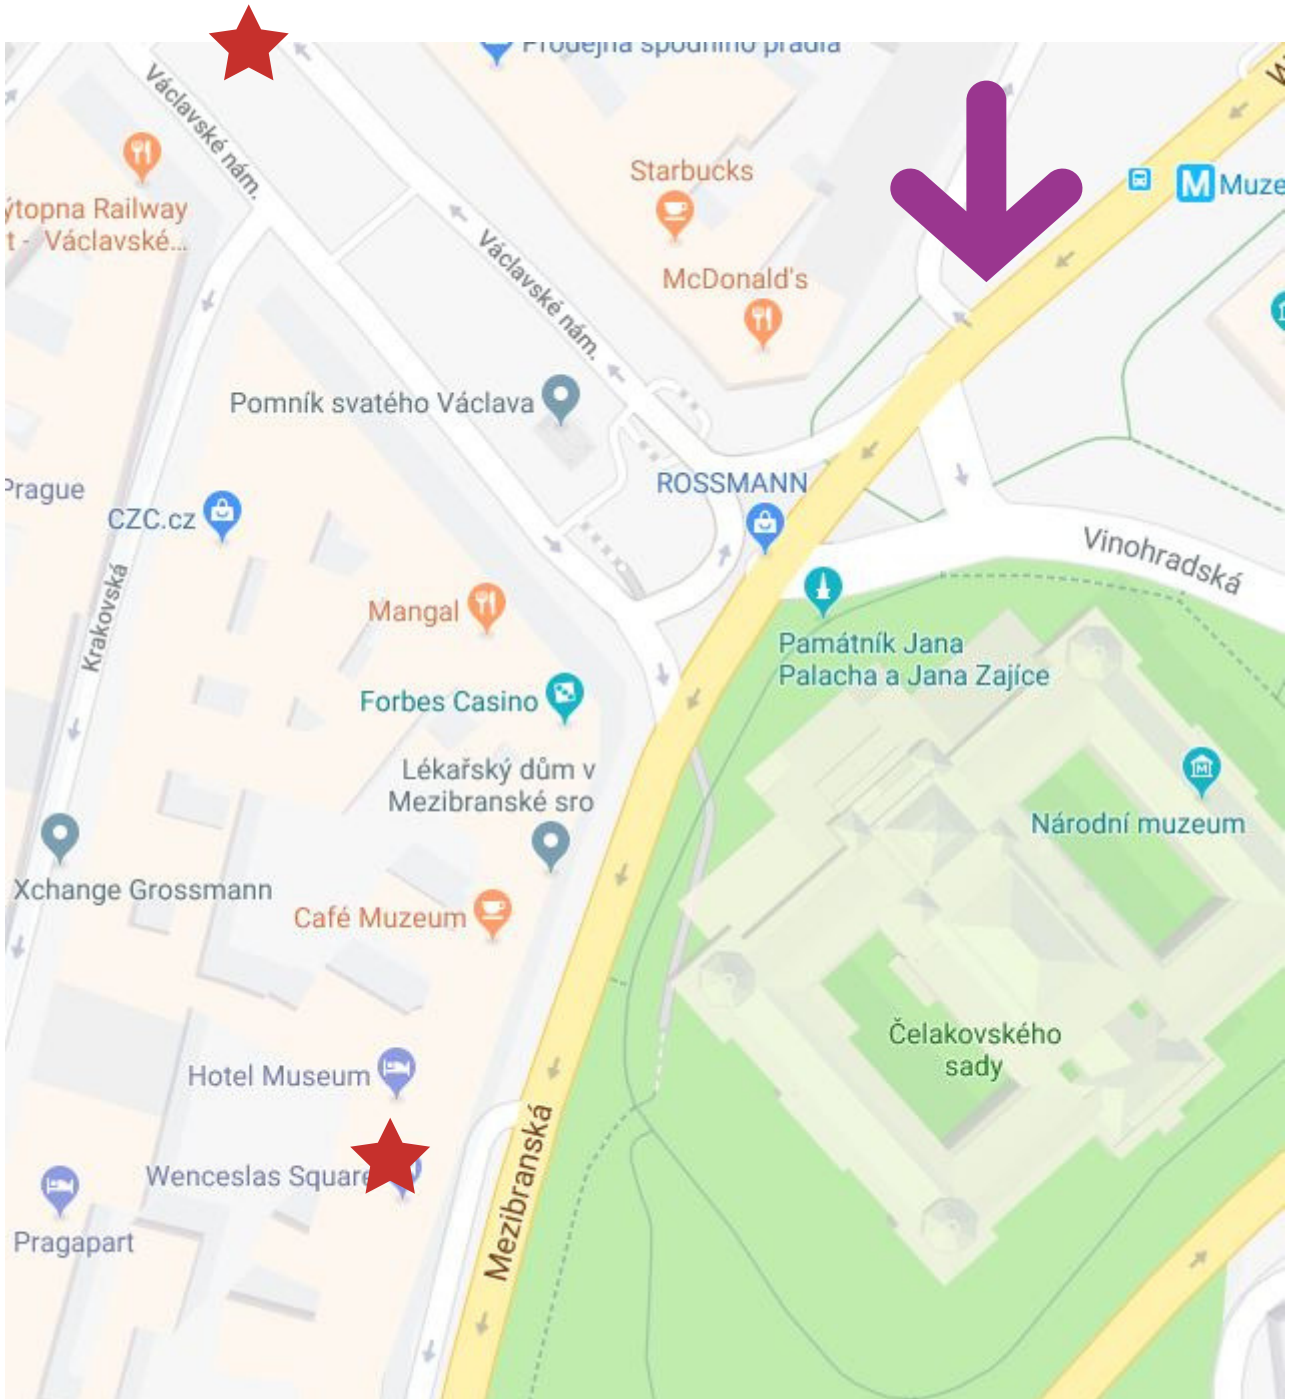 Prodejna spodního prádla
W
Václavské nám.
Starbucks
M Muze
ýtopna Railway
t - Václavské...
Václavské nám.
McDonald's
Pomník svatého Václava
Prague
ROSSMANN
CZC.cz
Vinohradská
Krakovská
Mangal
Památník Jana
Palacha a Jana Zajíce
Forbes Casino
Lékařský dům v
Mezibranské sro
Národní muzeum
Xchange Grossmann
Café Muzeum
Čelakovského
sady
Hotel Museum
Wenceslas Square
Mezibranská
Pragapart